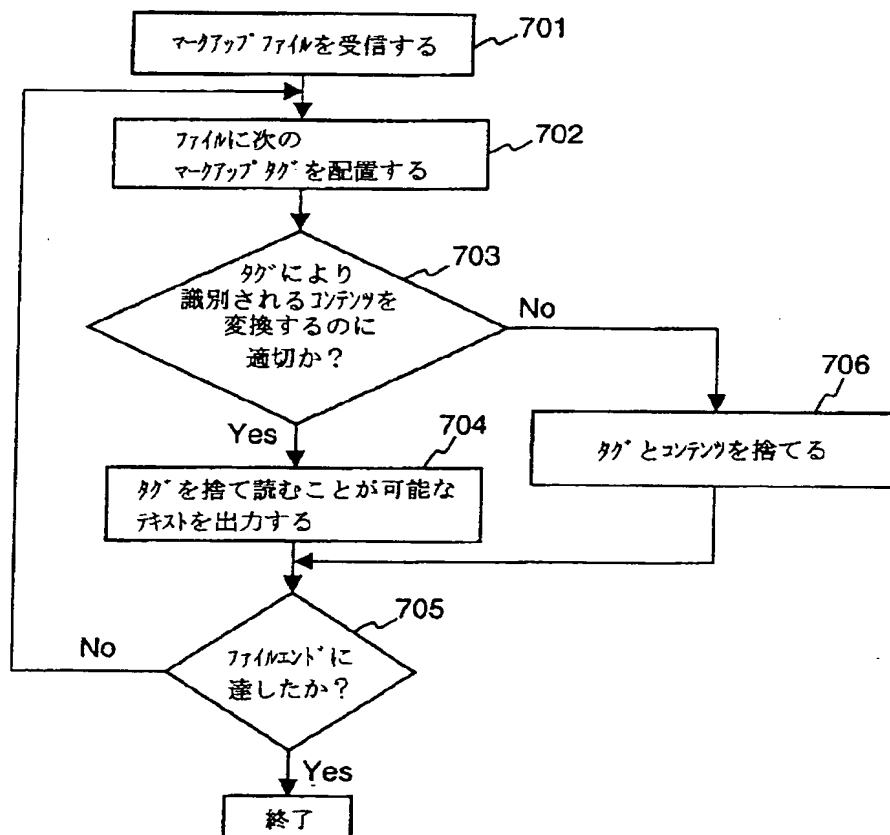 マークアップファイルを受信する
701
ファイルに次の
マークアップタグを配置する
702
タグにより
識別されるコンテンツを
変換するのに
適切か？
703
No
Yes
704
706
タグを捨て読むことが可能な
テキストを出力する
タグとコンテンツを捨てる
705
No
ファイルエンドに
達したか？
Yes
終了